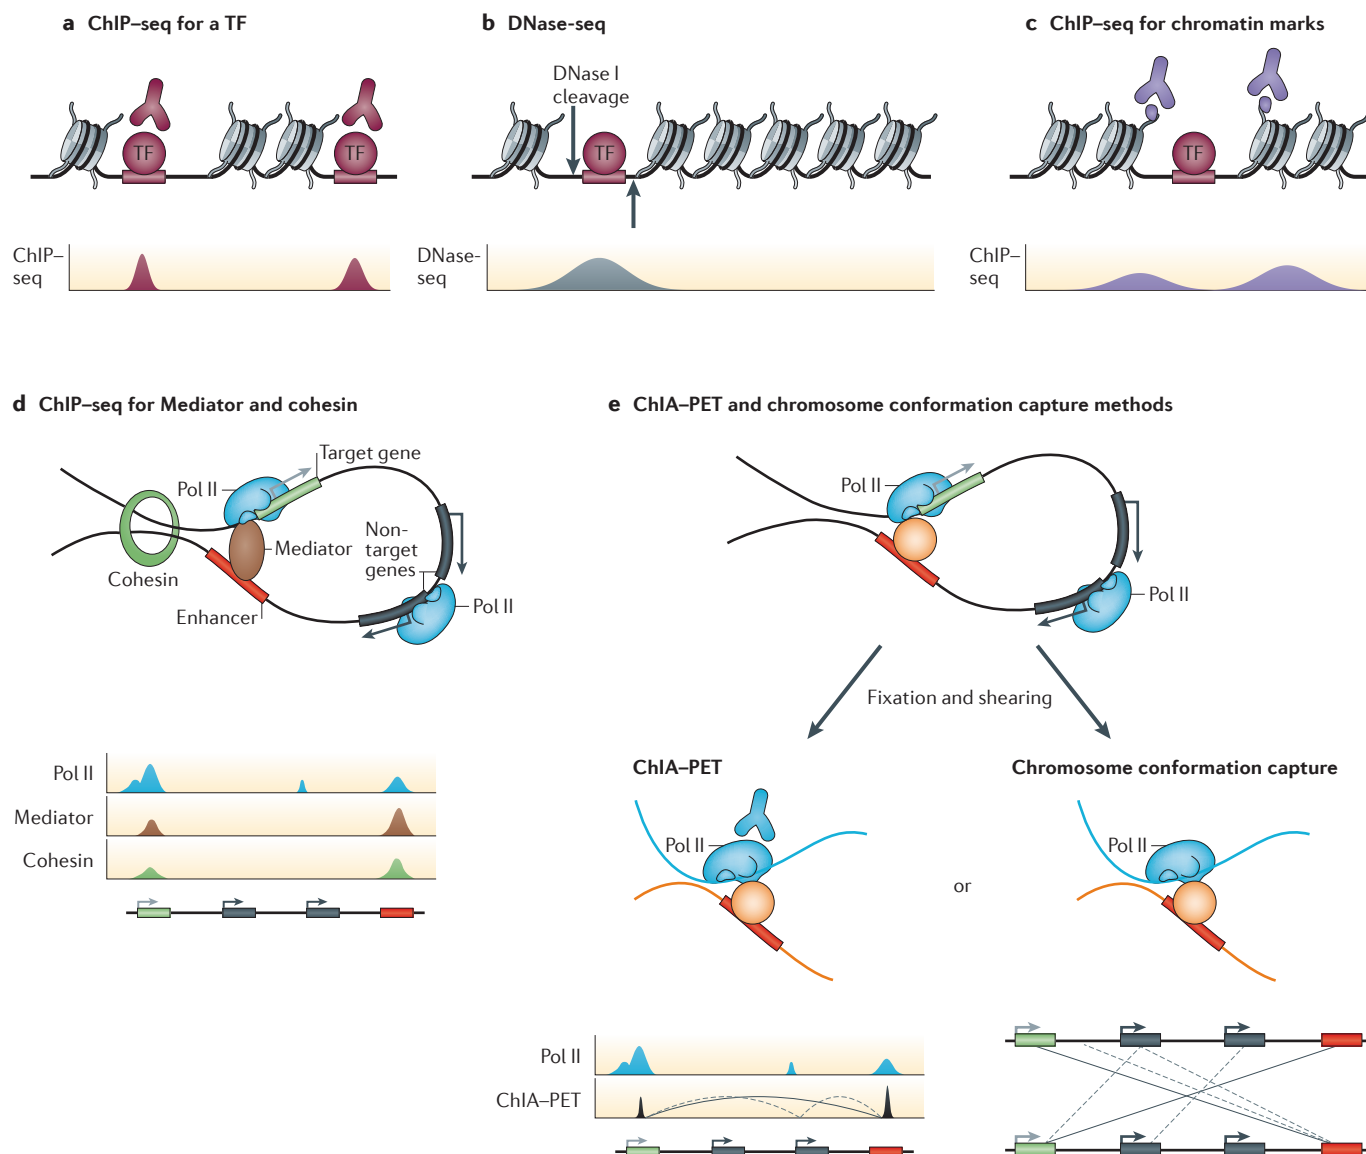 a ChIP–seq for a TF
TF
TF
ChIP–
seq
b DNase-seq
DNase I
cleavage
TF
DNase-
seq
c ChIP–seq for chromatin marks
TF
ChIP–
seq
d ChIP–seq for Mediator and cohesin
Target gene
Pol II
Non-
target
genes
Mediator
Cohesin
Enhancer
Pol II
Pol II
Mediator
Cohesin
e ChIA–PET and chromosome conformation capture methods
Pol II
Pol II
Fixation and shearing
ChIA–PET
Pol II
or
Chromosome conformation capture
Pol II
Pol II
ChIA–PET